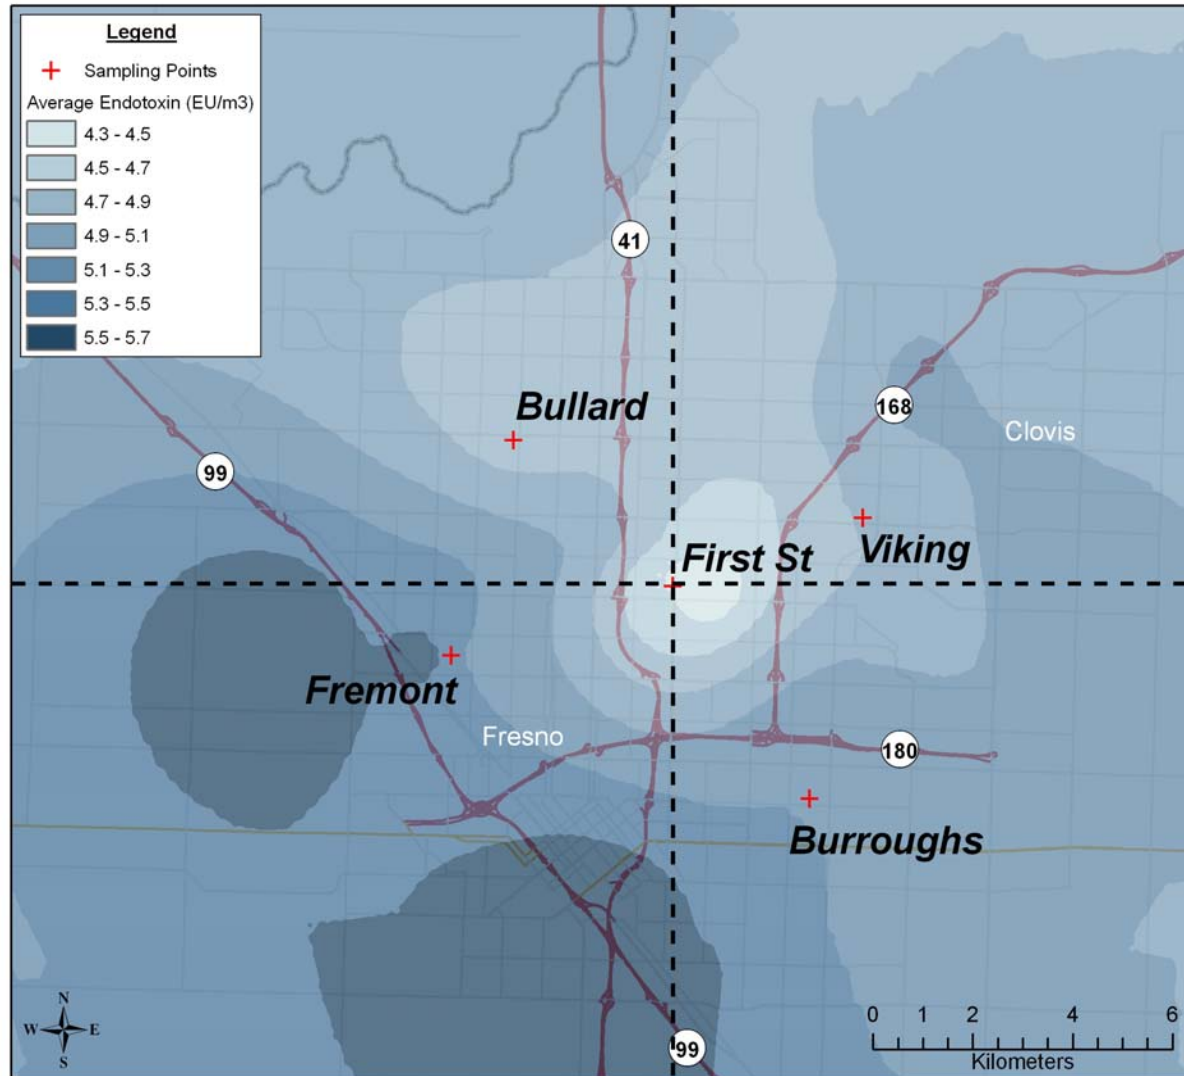 Legend
Sampling Points
Average Endotoxin (EU/m3)
4.3 - 4.5
4.5 - 4.7
4.7 - 4.9
4.9 - 5.1
5.1 - 5.3
5.3 - 5.5
5.5 - 5.7
41
Bullard
168
Clovis
99
First St
Viking
Fremont
Fresno
180
Burroughs
N
W E
S
0 1 2 4 6
Kilometers
99